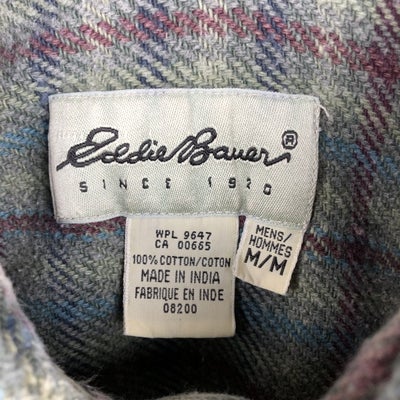 Eddie Bauer®
SINCE 1920
WPL 9647
CA 00665
100% COTTON/COTON
MADE IN INDIA
FABRIQUE EN INDE
08200
MENS/
HOMMES
M/M